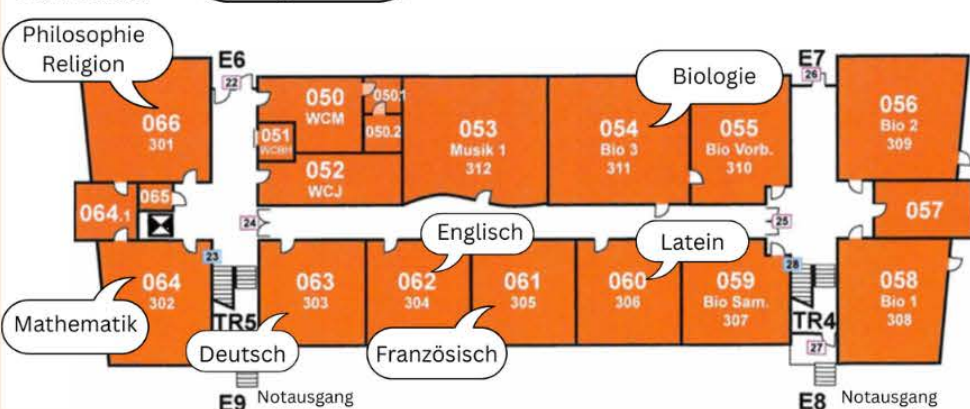 Philosophie
Religion
E6
22
E7
26
Biologie
066
301
050
WCM
050.1
050.2
051
052
WCJ
053
Musik 1
312
054
Bio 3
311
055
Bio Vorb.
310
056
Bio 2
309
064.1
065
24
25
057
Englisch
Latein
23
28
064
302
063
303
062
304
061
305
060
306
059
Bio Sam.
307
058
Bio 1
308
Mathematik
TR5
Deutsch
Französisch
TR4
27
E9 Notausgang
E8 Notausgang